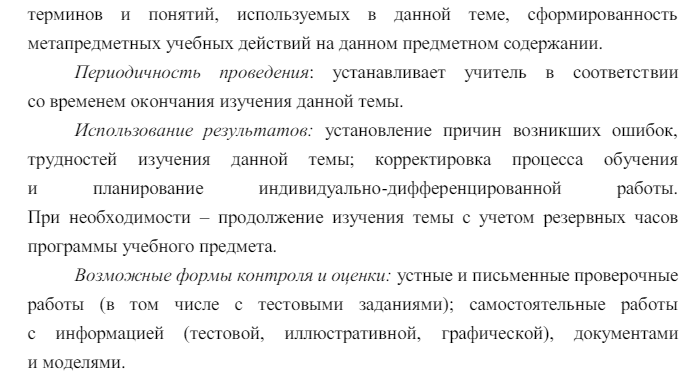 терминов и понятий, используемых в данной теме, сформированность
метапредметных учебных действий на данном предметном содержании.
Периодичность проведения: устанавливает учитель в соответствии
со временем окончания изучения данной темы.
Использование результатов: установление причин возникших ошибок,
трудностей изучения данной темы; корректировка процесса обучения
и планирование индивидуально-дифференцированной работы.
При необходимости – продолжение изучения темы с учетом резервных часов
программы учебного предмета.
Возможные формы контроля и оценки: устные и письменные проверочные
работы (в том числе с тестовыми заданиями); самостоятельные работы
с информацией (тестовой, иллюстративной, графической), документами
и моделями.